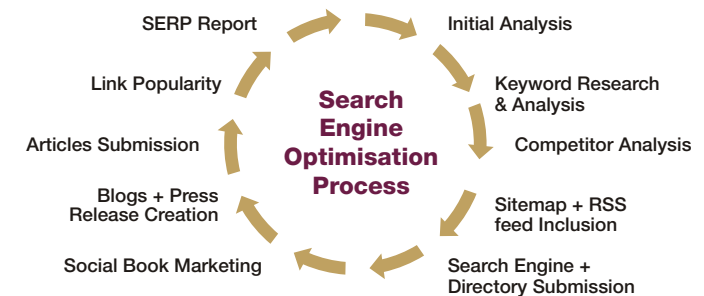 Search
Engine
Optimisation
Process
Initial Analysis
Keyword Research
& Analysis
Competitor Analysis
Sitemap + RSS
feed Inclusion
Search Engine +
Directory Submission
Social Book Marketing
Blogs + Press
Release Creation
Articles Submission
Link Popularity
SERP Report